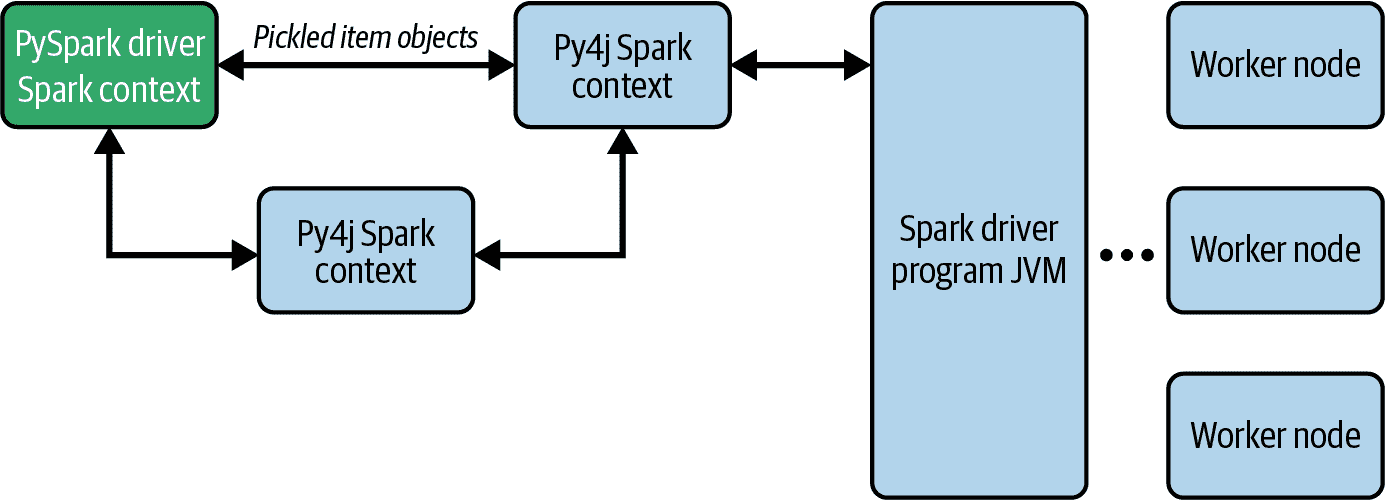 PySpark driver
Spark context
Pickled item objects
Py4j Spark
context
Py4j Spark
context
Spark driver
program JVM
Worker node
Worker node
Worker node